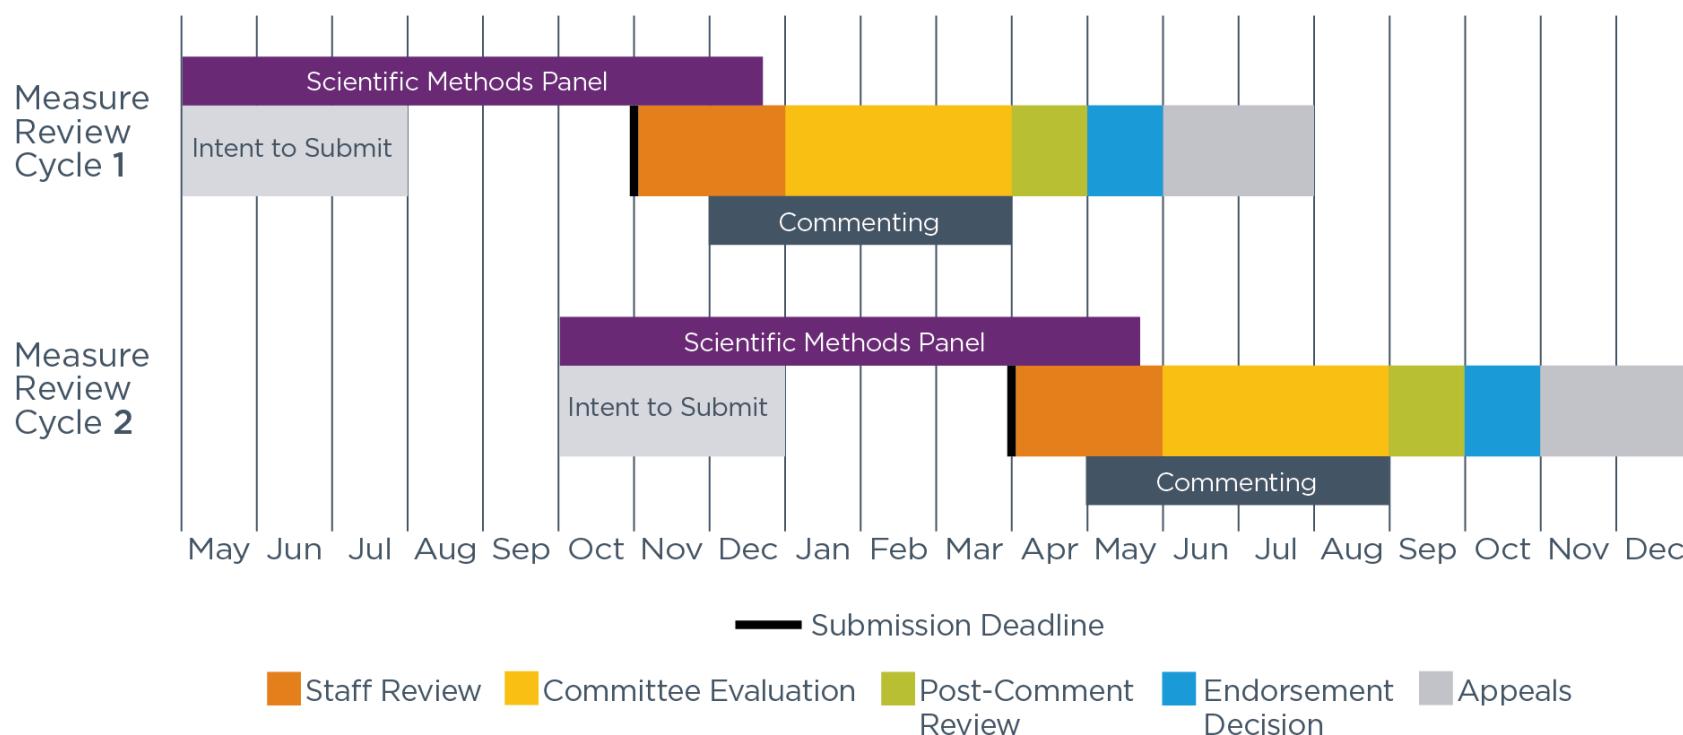 Scientific Methods Panel
Measure
Review
Cycle 1
Intent to Submit
Commenting
Scientific Methods Panel
Measure
Review
Cycle 2
Intent to Submit
Commenting
May Jun Jul Aug Sep Oct Nov Dec Jan Feb Mar Apr May Jun Jul Aug Sep Oct Nov Dec
Submission Deadline
Staff Review
Committee Evaluation
Post-Comment
Review
Endorsement
Decision
Appeals